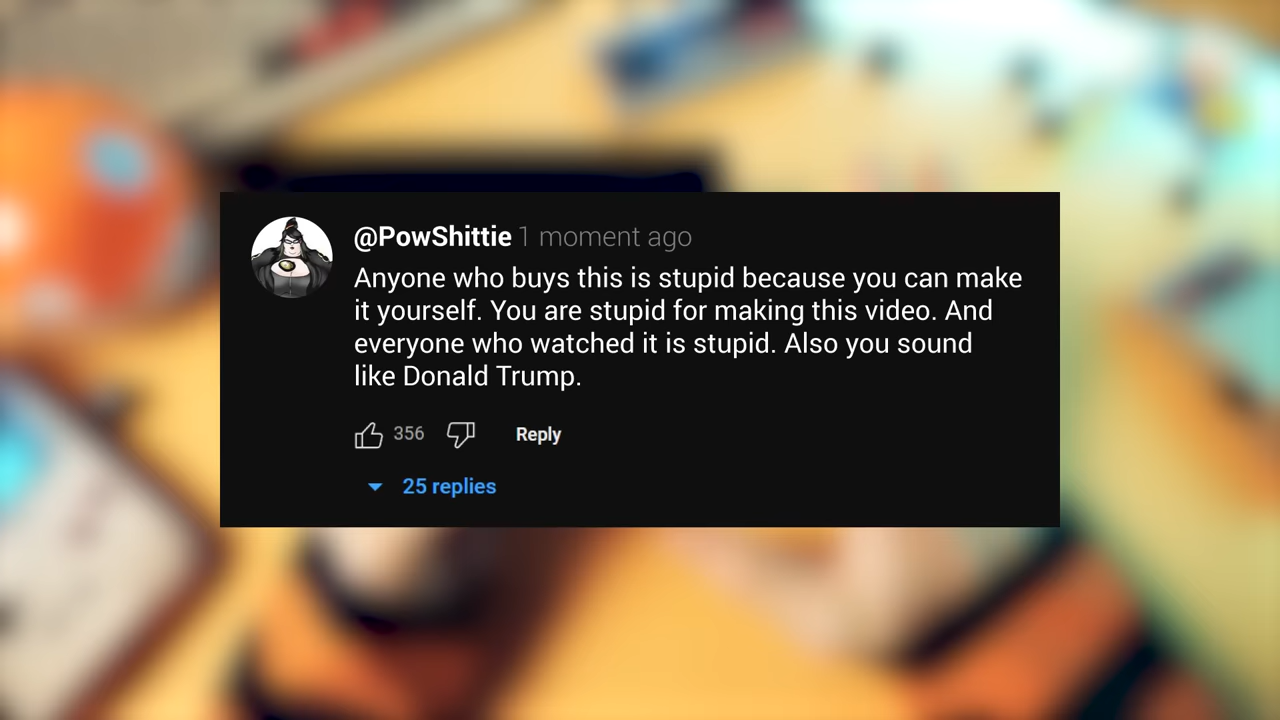 @PowShittie 1 moment ago
Anyone who buys this is stupid because you can make
it yourself. You are stupid for making this video. And
everyone who watched it is stupid. Also you sound
like Donald Trump.
356 Reply
25 replies